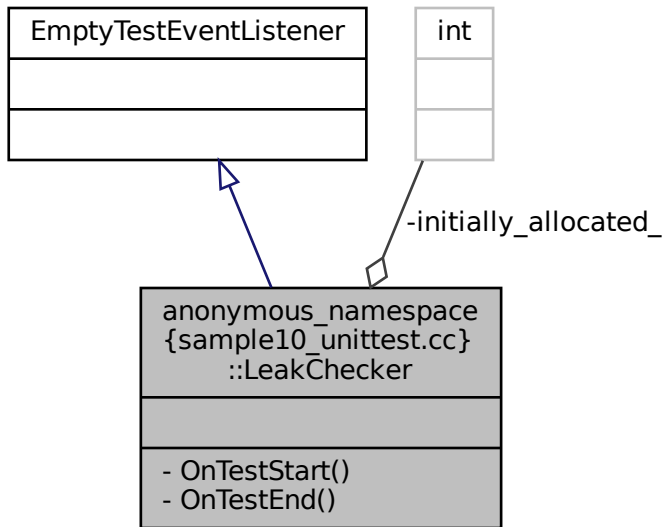 EmptyTestEventListener
int
-initially_allocated_
anonymous_namespace
{sample10_unittest.cc}
::LeakChecker
- OnTestStart()
- OnTestEnd()